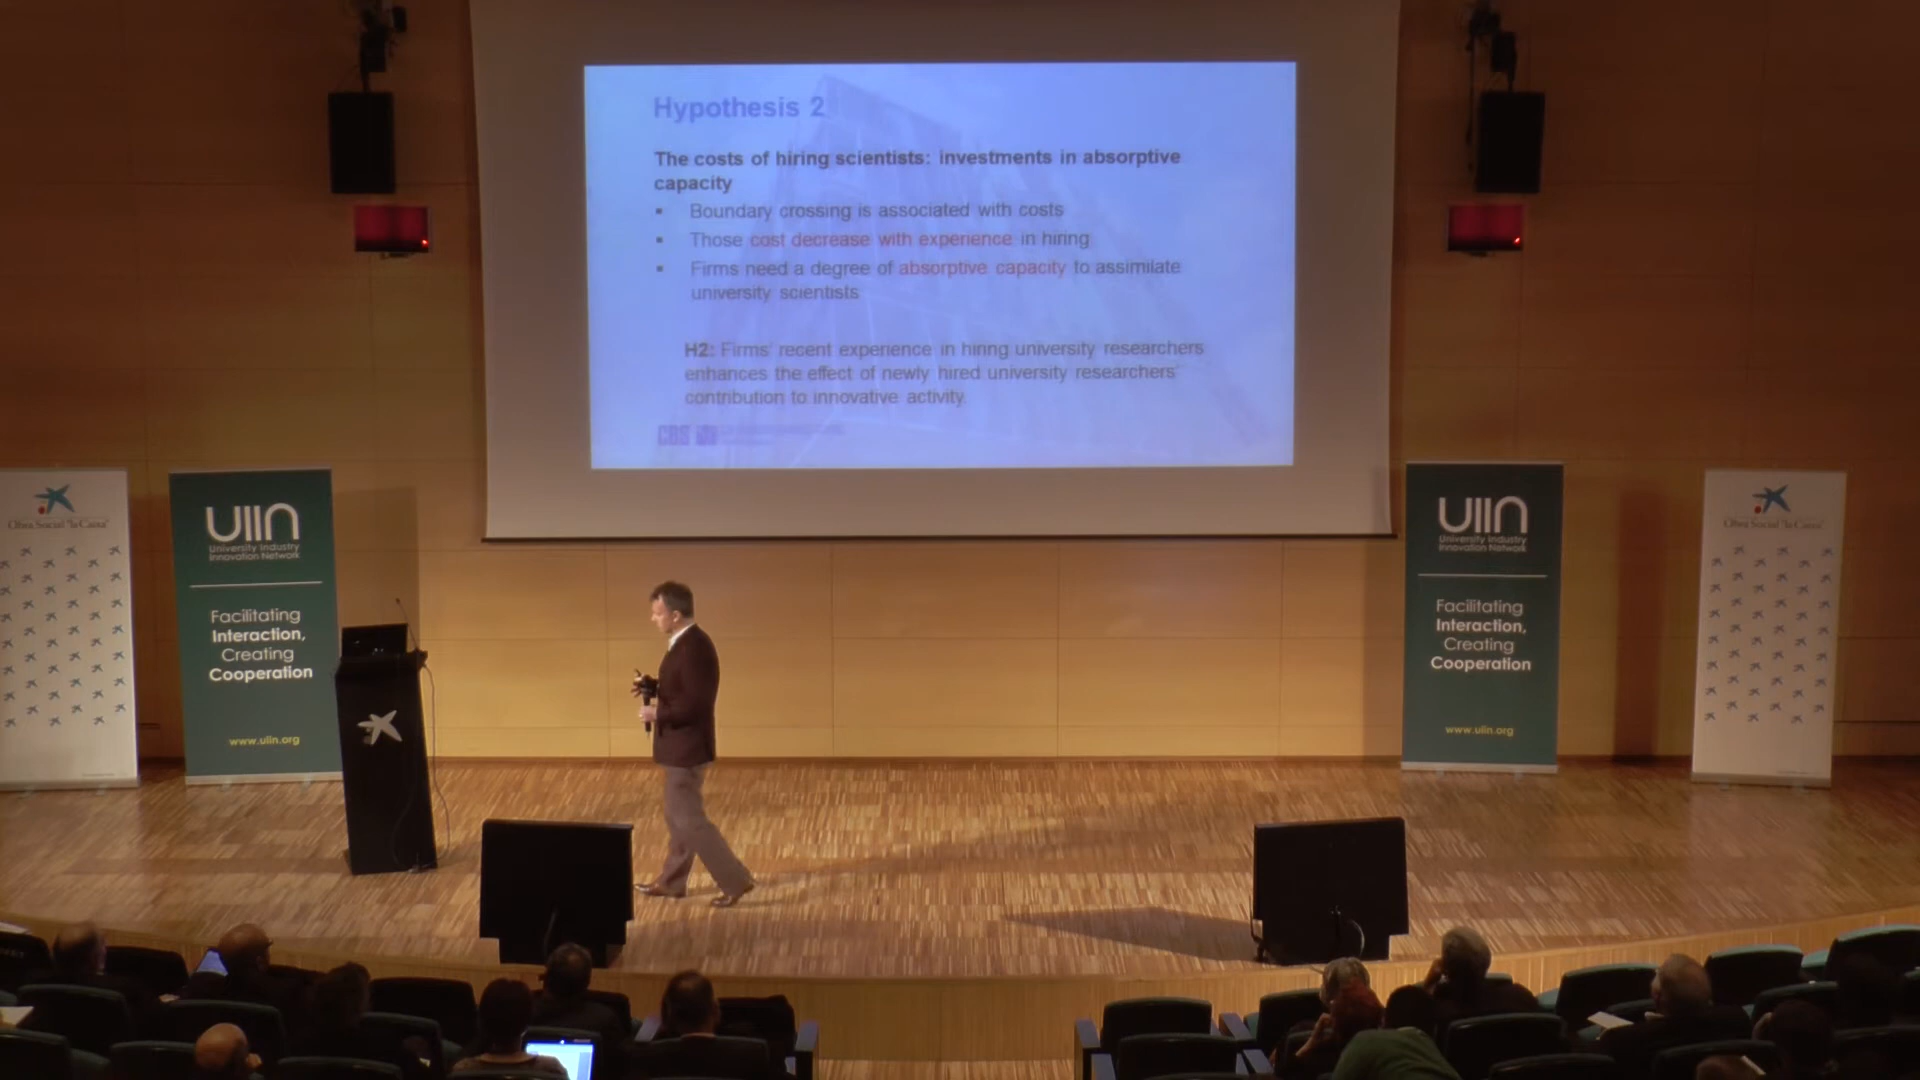 Hypothesis 2
The costs of hiring scientists: investments in absorptive
capacity
▪ Boundary crossing is associated with costs
▪ Those cost decrease with experience in hiring
▪ Firms need a degree of absorptive capacity to assimilate
university scientists
H2: Firms' recent experience in hiring university researchers
enhances the effect of newly hired university researchers'
contribution to innovative activity.
Obra Social "la Caixa"
UIIN
University Industry
Innovation Network
Facilitating
Interaction,
Creating
Cooperation
www.uiin.org
UIIN
University Industry
Innovation Network
Facilitating
Interaction,
Creating
Cooperation
www.uiin.org
Obra Social "la Caixa"